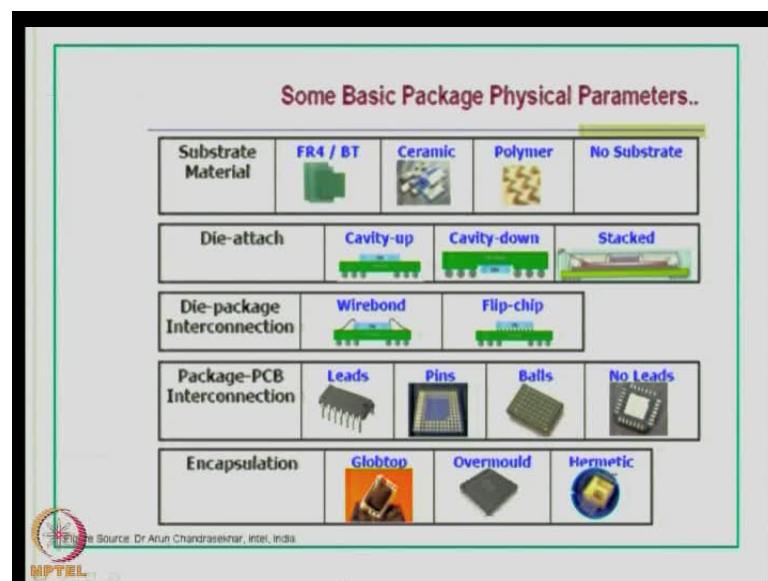 Some Basic Package Physical Parameters..
Substrate Material
FR4 / BT
Ceramic
Polymer
No Substrate
Die-attach
Cavity-up
Cavity-down
Stacked
Die-package Interconnection
Wirebond
Flip-chip
Package-PCB Interconnection
Leads
Pins
Balls
No Leads
Encapsulation
Globtop
Overmould
Hermetic
Source: Dr Arun Chandrasekhar, Intel, India
NPTEL